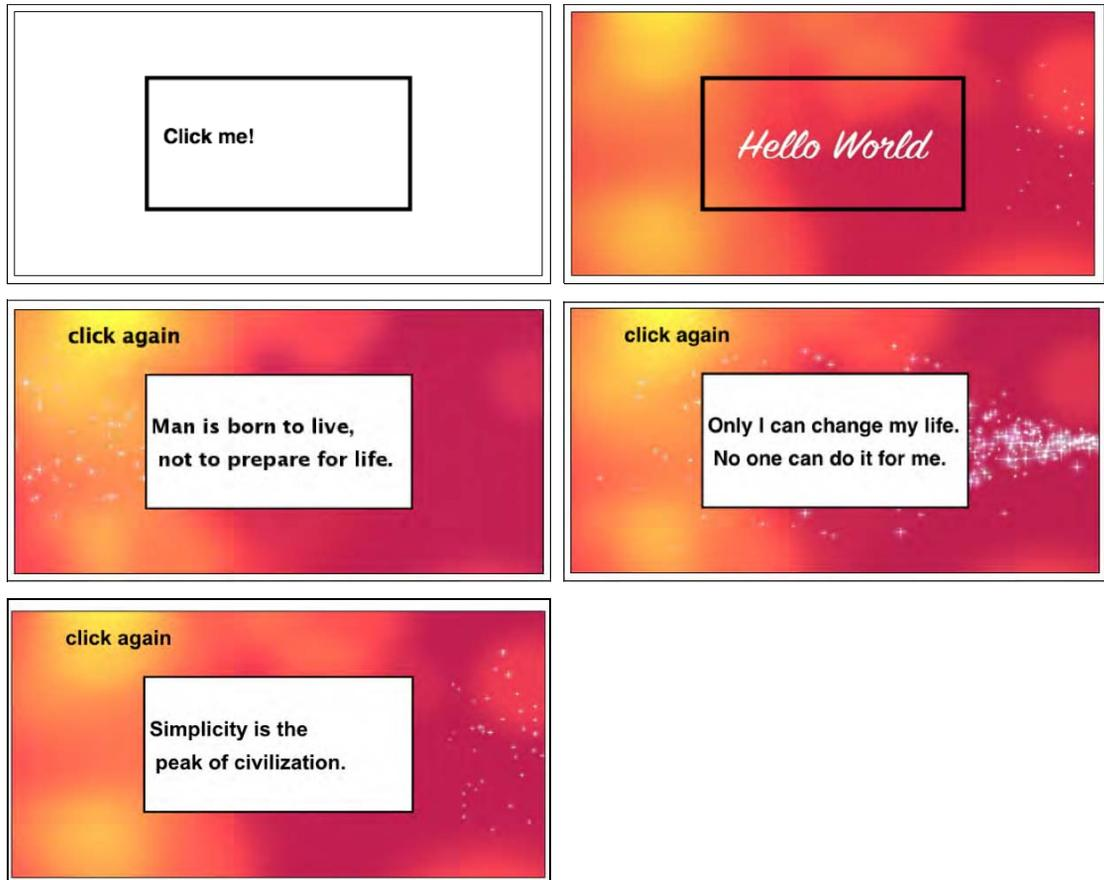 Click me!
Hello World
click again
Man is born to live,
not to prepare for life.
click again
Only I can change my life.
No one can do it for me.
click again
Simplicity is the
peak of civilization.